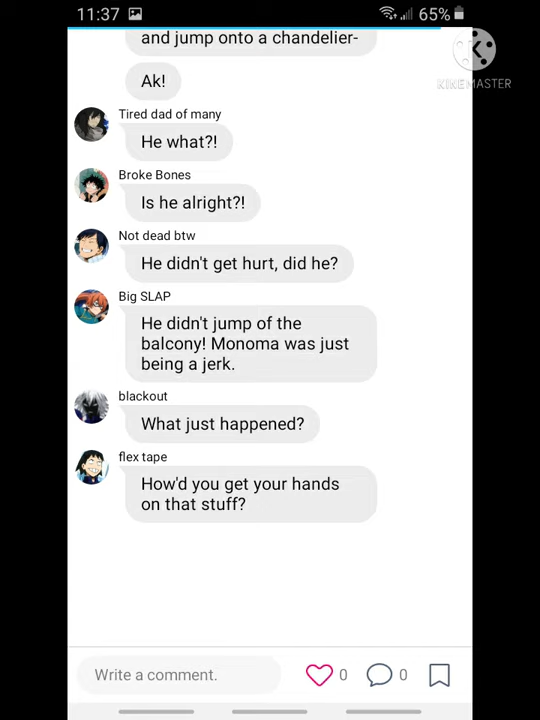 11:37
65%
KINEMASTER
and jump onto a chandelier-
Ak!
Tired dad of many
He what?!
Broke Bones
Is he alright?!
Not dead btw
He didn't get hurt, did he?
Big SLAP
He didn't jump of the
balcony! Monoma was just
being a jerk.
blackout
What just happened?
flex tape
How'd you get your hands
on that stuff?
Write a comment.
0
0